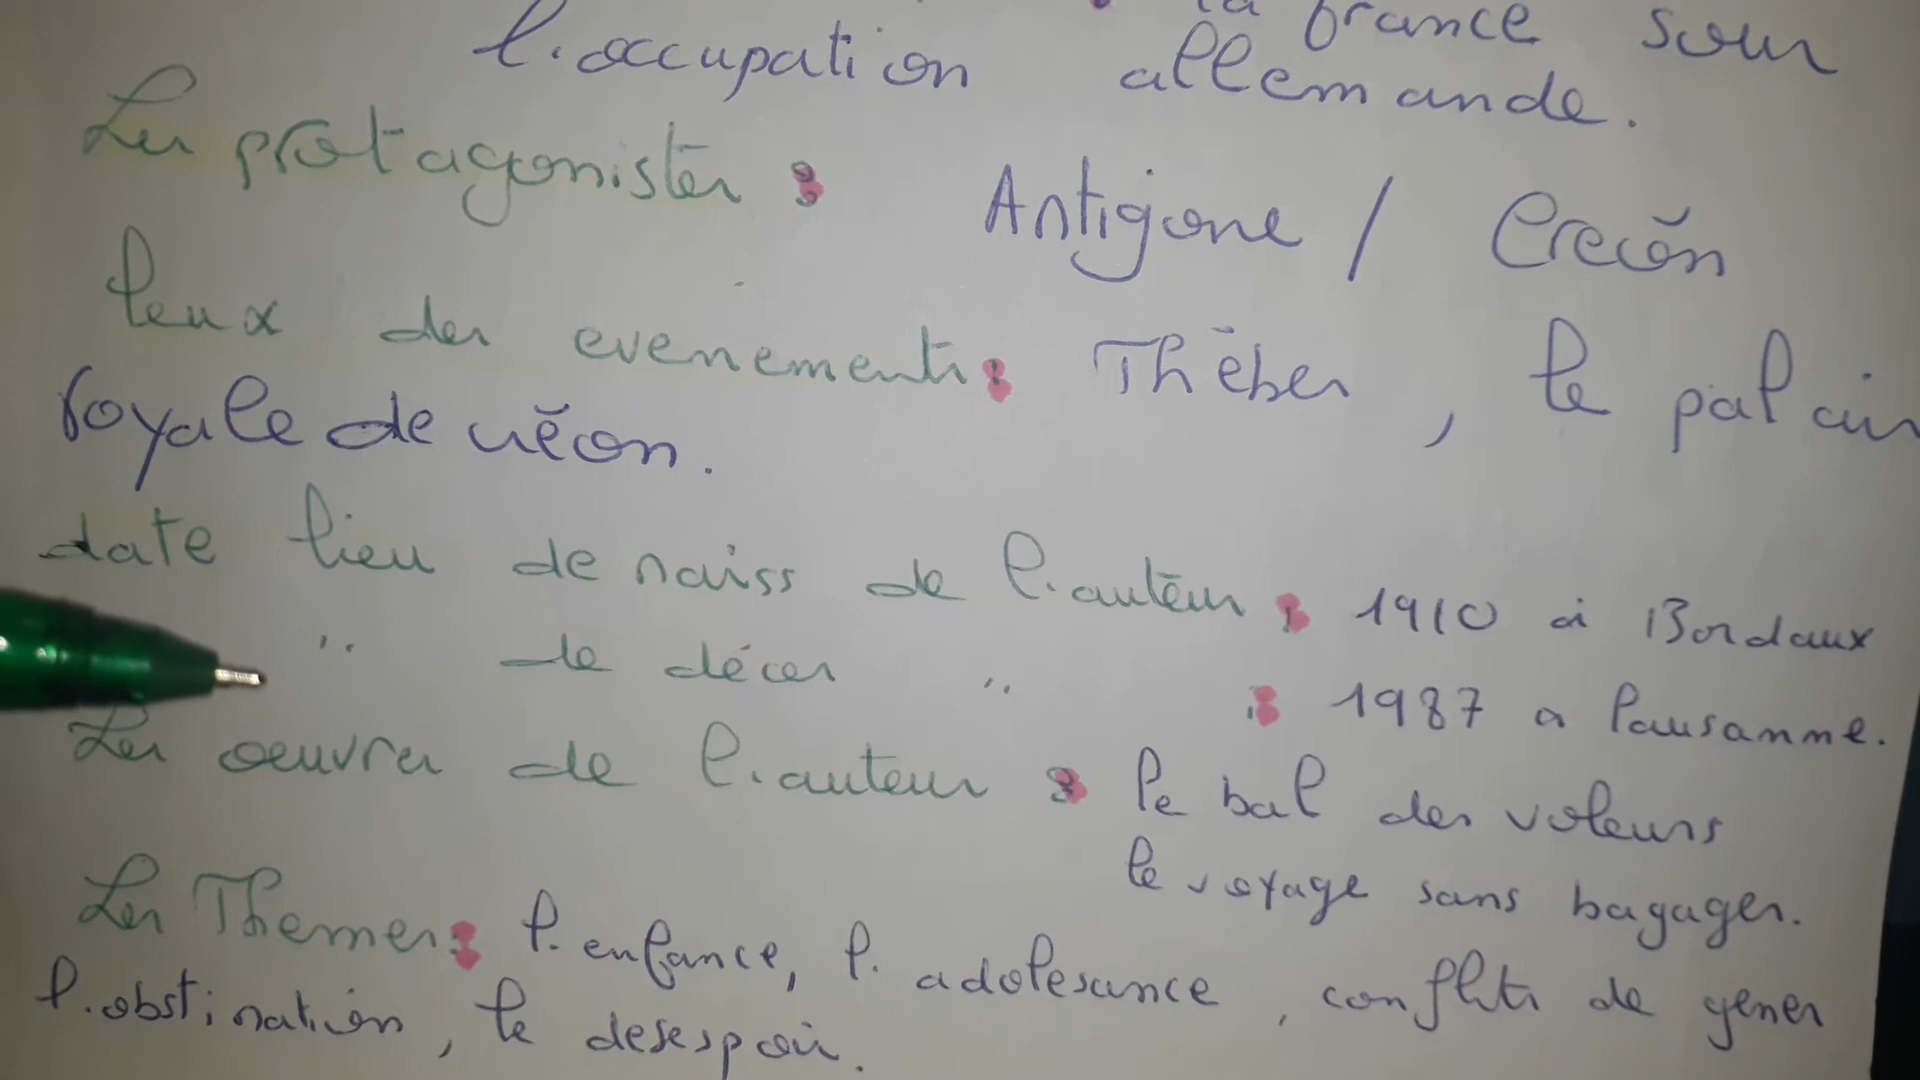 la france sous
l'occupation allemande.
Les protagonistes : Antigone / Créon
lieux des evenements : Thèbes, le palais
royale de créon.
date lieu de naiss de l'auteur : 1910 à Bordaux
" de décès " : 1987 a Lausanne.
Les oeuvres de l'auteur : le bal des voleurs
le voyage sans bagages.
Les Themes : l'enfance, l'adolesance, conflits de géner
l'obstination, le desespoir.